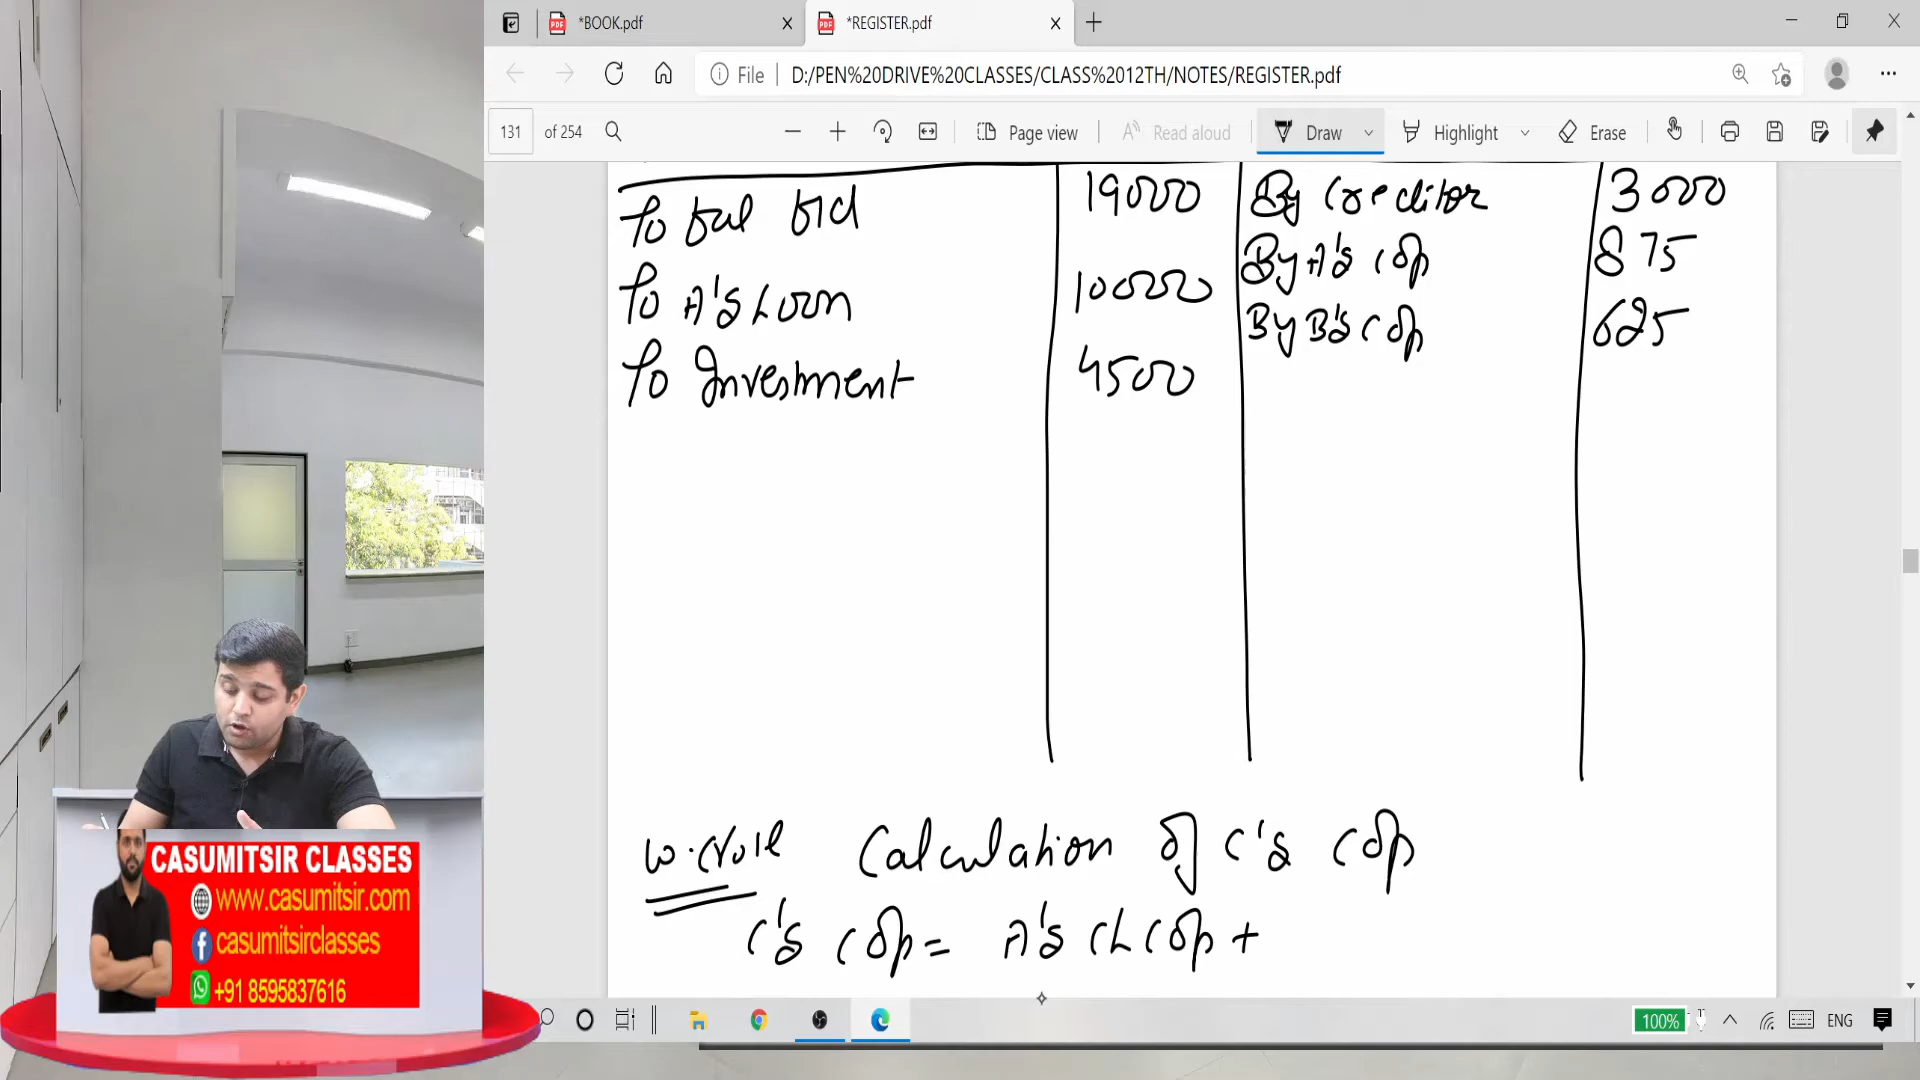 *BOOK.pdf
*REGISTER.pdf
File D:/PEN%20DRIVE%20CLASSES/CLASS%2012TH/NOTES/REGISTER.pdf
131 of 254 Page view Read aloud Draw Highlight Erase
To bal b/d 19000 By Creditor 3000
To A's Loan 10000 By A's cap 875
To Investment 4500 By B's cap 625
W.Note Calculation of C's cap
C's cap = A's CL cap +
CASUMITSIR CLASSES
www.casumitsir.com
casumitsirclasses
+91 8595837616
100% ENG